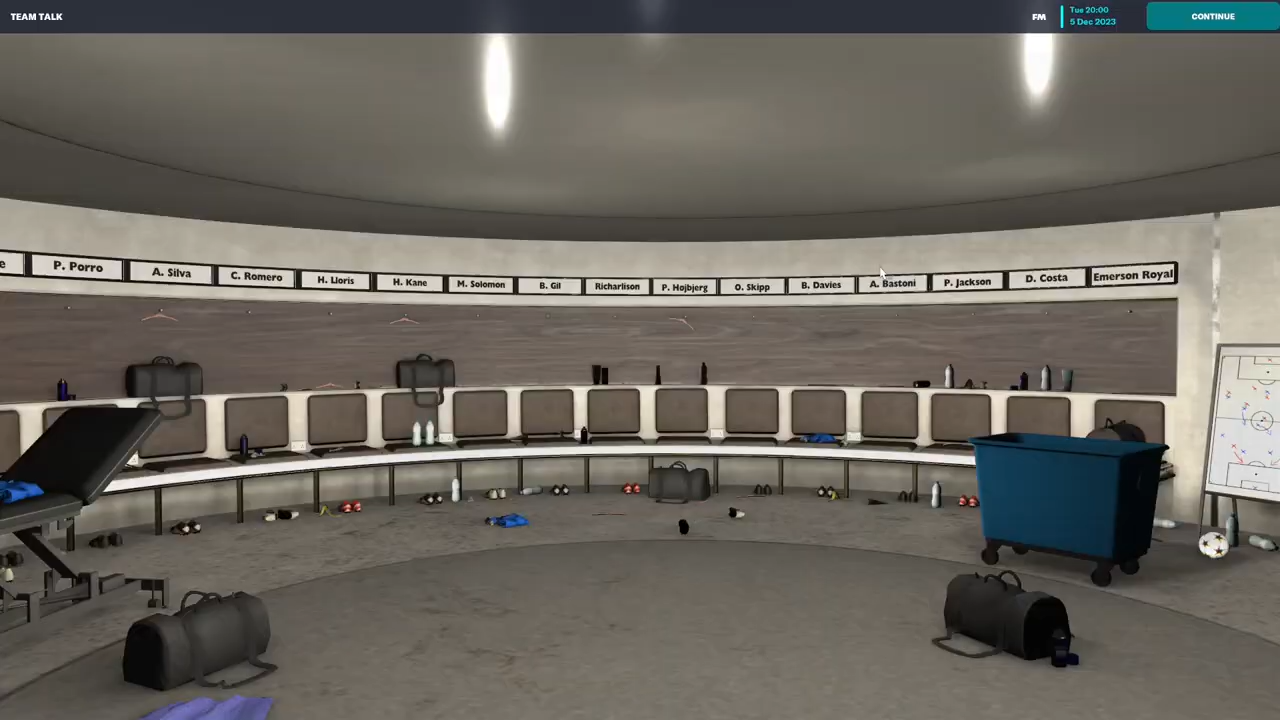 TEAM TALK
FM
Tue 20:00
5 Dec 2023
CONTINUE
e
P. Porro
A. Silva
C. Romero
H. Lloris
H. Kane
M. Solomon
B. Gil
Richarlison
P. Højbjerg
O. Skipp
B. Davies
A. Bastoni
P. Jackson
D. Costa
Emerson Royal